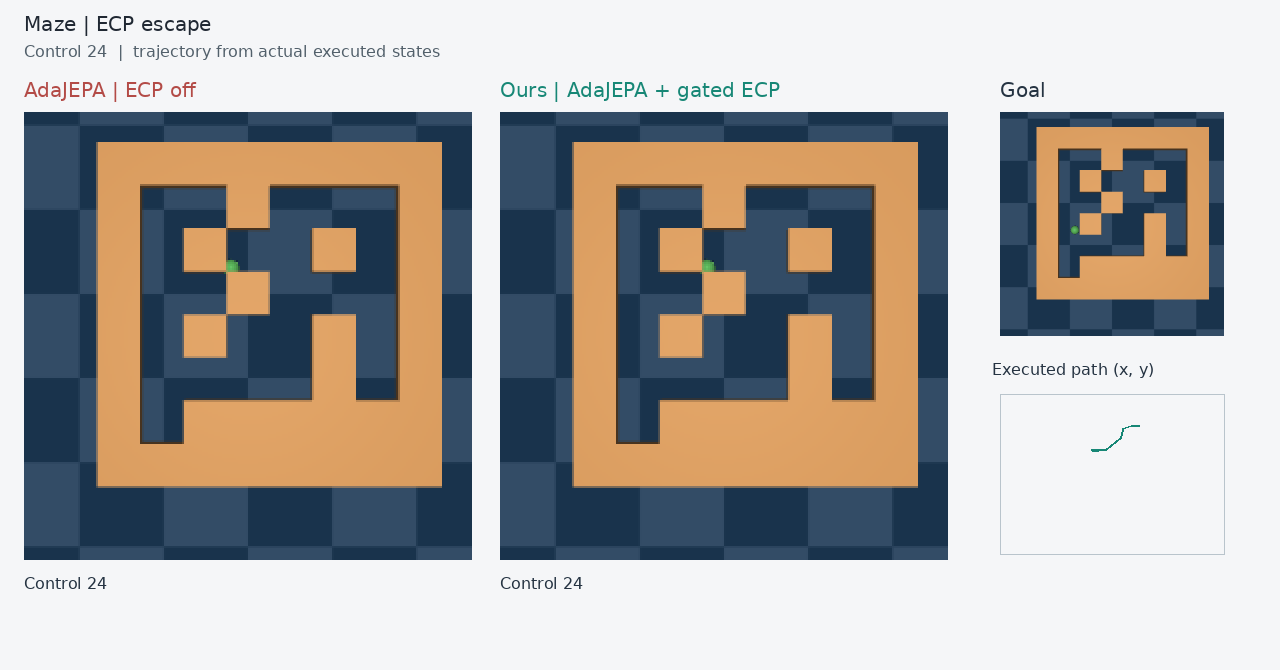 Maze | ECP escape
Control 24 | trajectory from actual executed states
AdaJEPA | ECP off
Ours | AdaJEPA + gated ECP
Goal
Executed path (x, y)
Control 24
Control 24